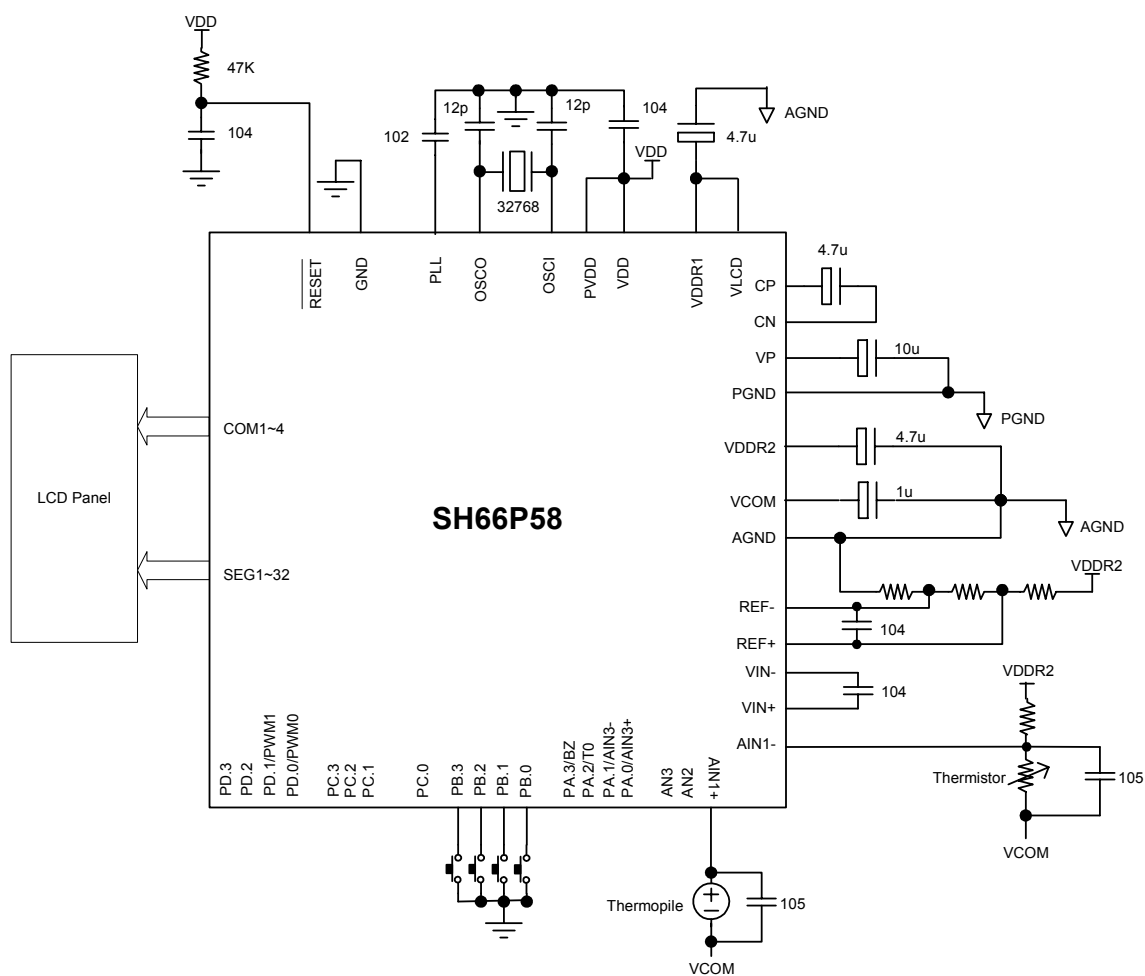 VDD
47K
104
102
12p
12p
104
VDD
4.7u
AGND
32768
RESET
GND
PLL
OSCO
OSCI
PVDD
VDD
VDDR1
VLCD
CP
4.7u
CN
VP
10u
PGND
PGND
VDDR2
4.7u
VCOM
1u
AGND
AGND
VDDR2
REF-
104
REF+
VIN-
104
VIN+
AIN1-
VDDR2
Thermistor
105
VCOM
LCD Panel
COM1~4
SEG1~32
SH66P58
PD.3
PD.2
PD.1/PWM1
PD.0/PWM0
PC.3
PC.2
PC.1
PC.0
PB.3
PB.2
PB.1
PB.0
PA.3/BZ
PA.2/T0
PA.1/AIN3-
PA.0/AIN3+
AN3
AN2
AIN1+
Thermopile
105
VCOM